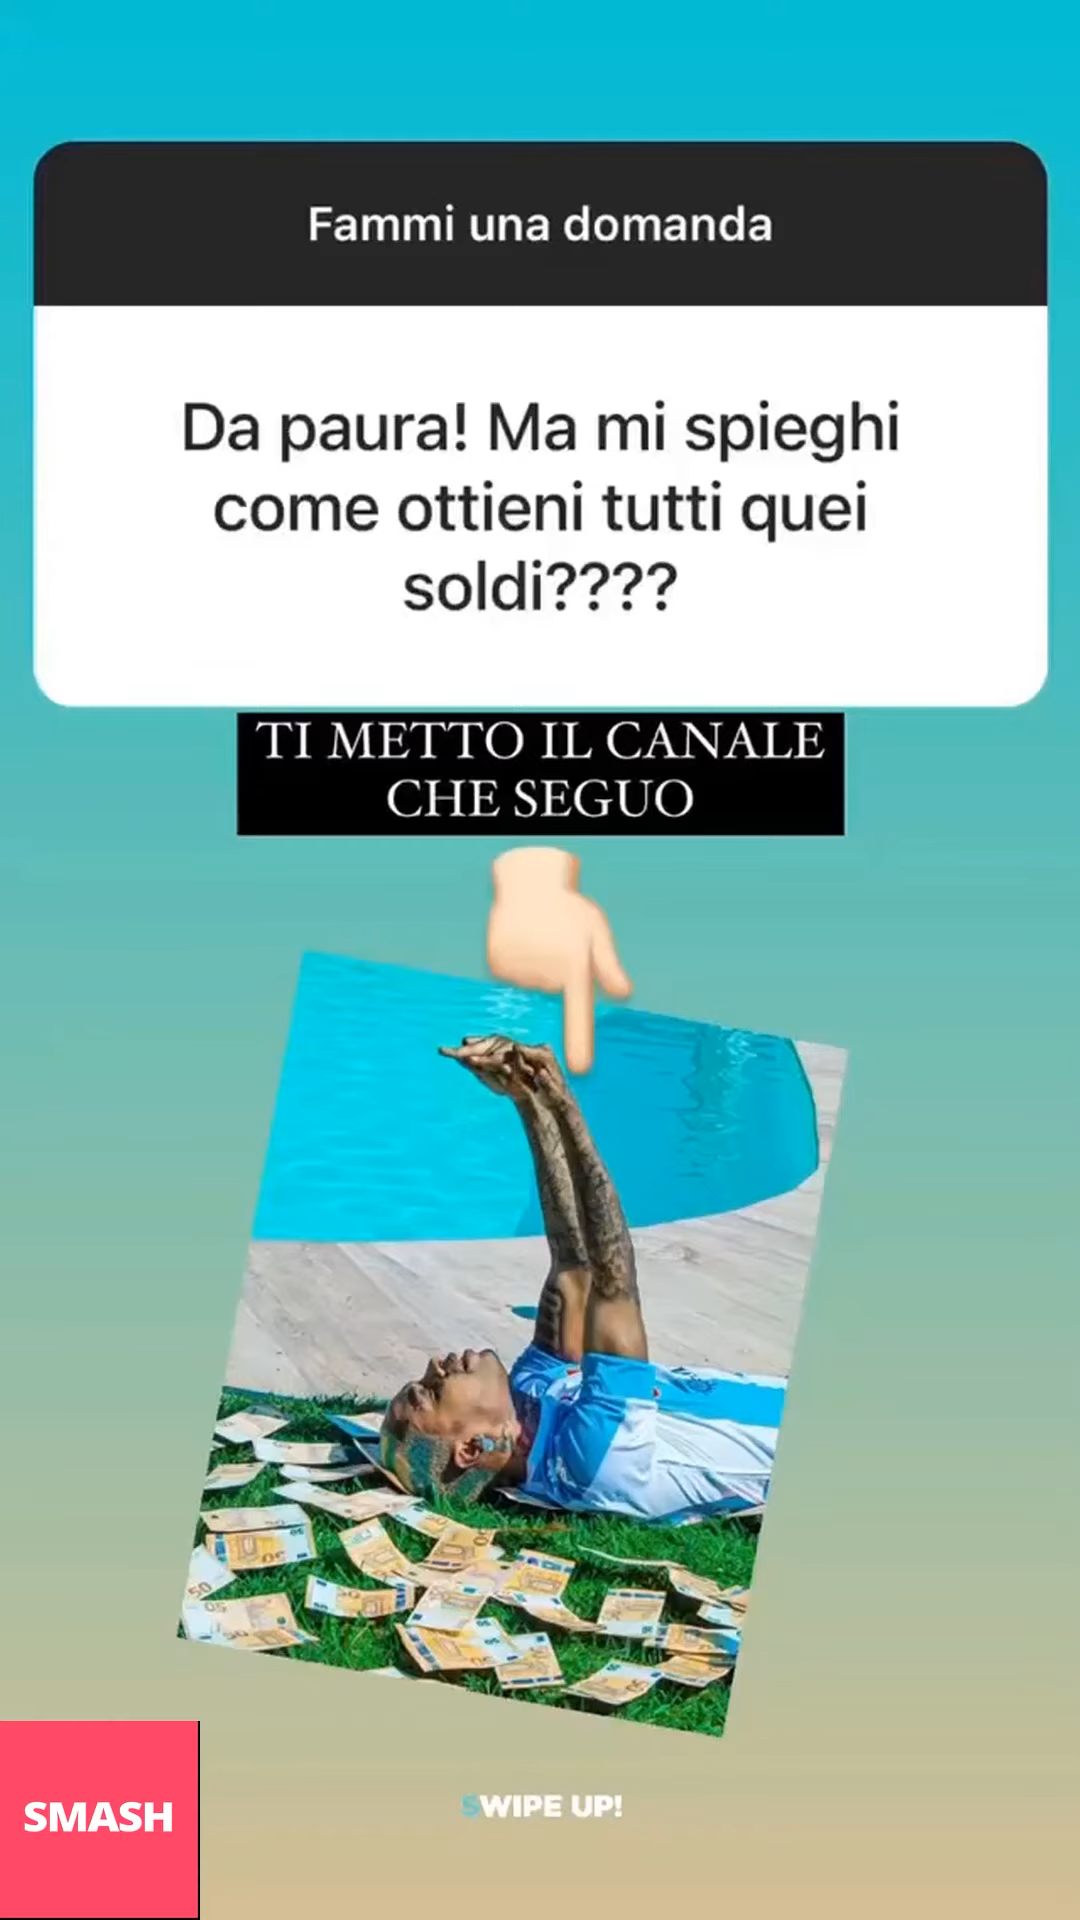 Fammi una domanda
Da paura! Ma mi spieghi
come ottieni tutti quei
soldi????
TI METTO IL CANALE
CHE SEGUO
SWIPE UP!
SMASH